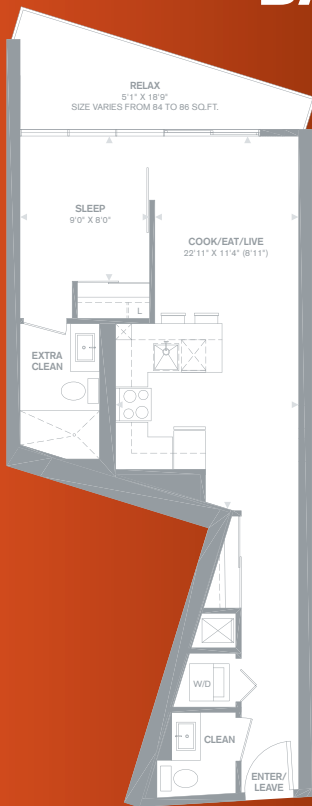 RELAX
5'1" X 18'9"
SIZE VARIES FROM 84 TO 86 SQ.FT.
SLEEP
9'0" X 8'0"
COOK/EAT/LIVE
22'11" X 11'4" (8'11")
L
EXTRA
CLEAN
W/D
CLEAN
ENTER/
LEAVE